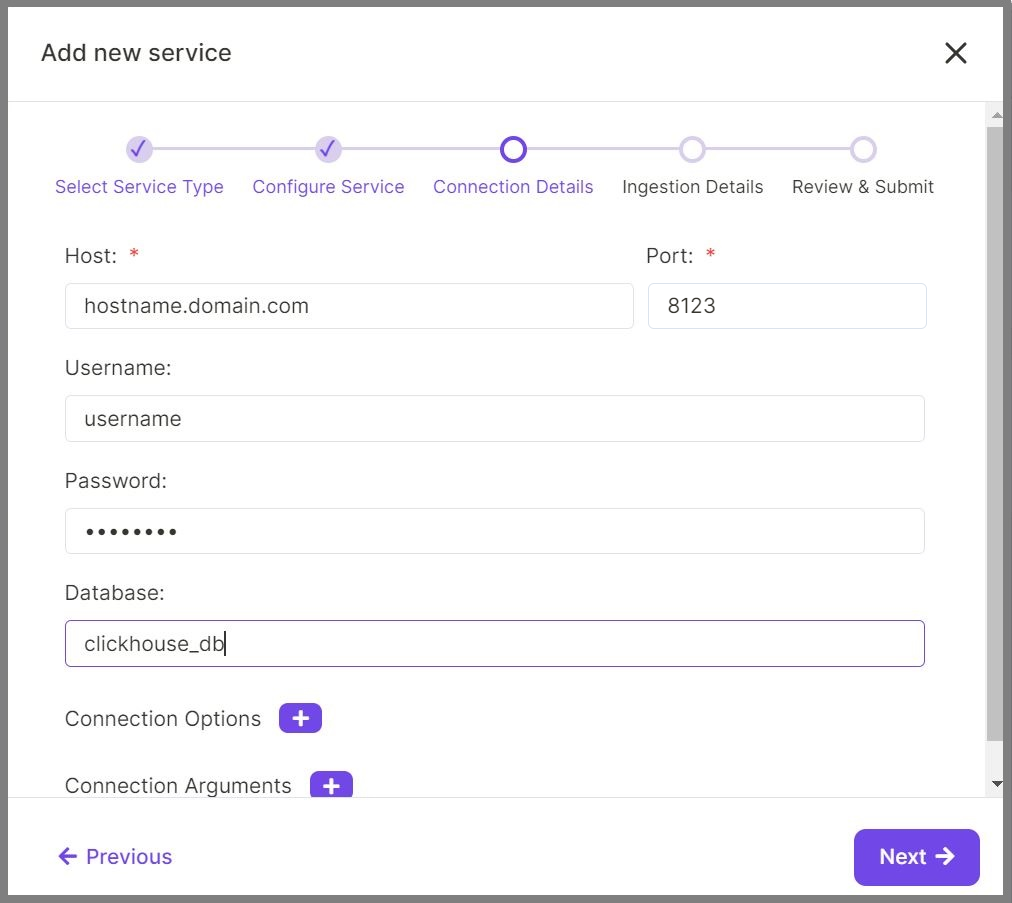 Add new service
Select Service Type Configure Service Connection Details Ingestion Details Review & Submit
Host: * Port: *
hostname.domain.com 8123
Username:
username
Password:
••••••••
Database:
clickhouse_db
Connection Options
Connection Arguments
Previous Next